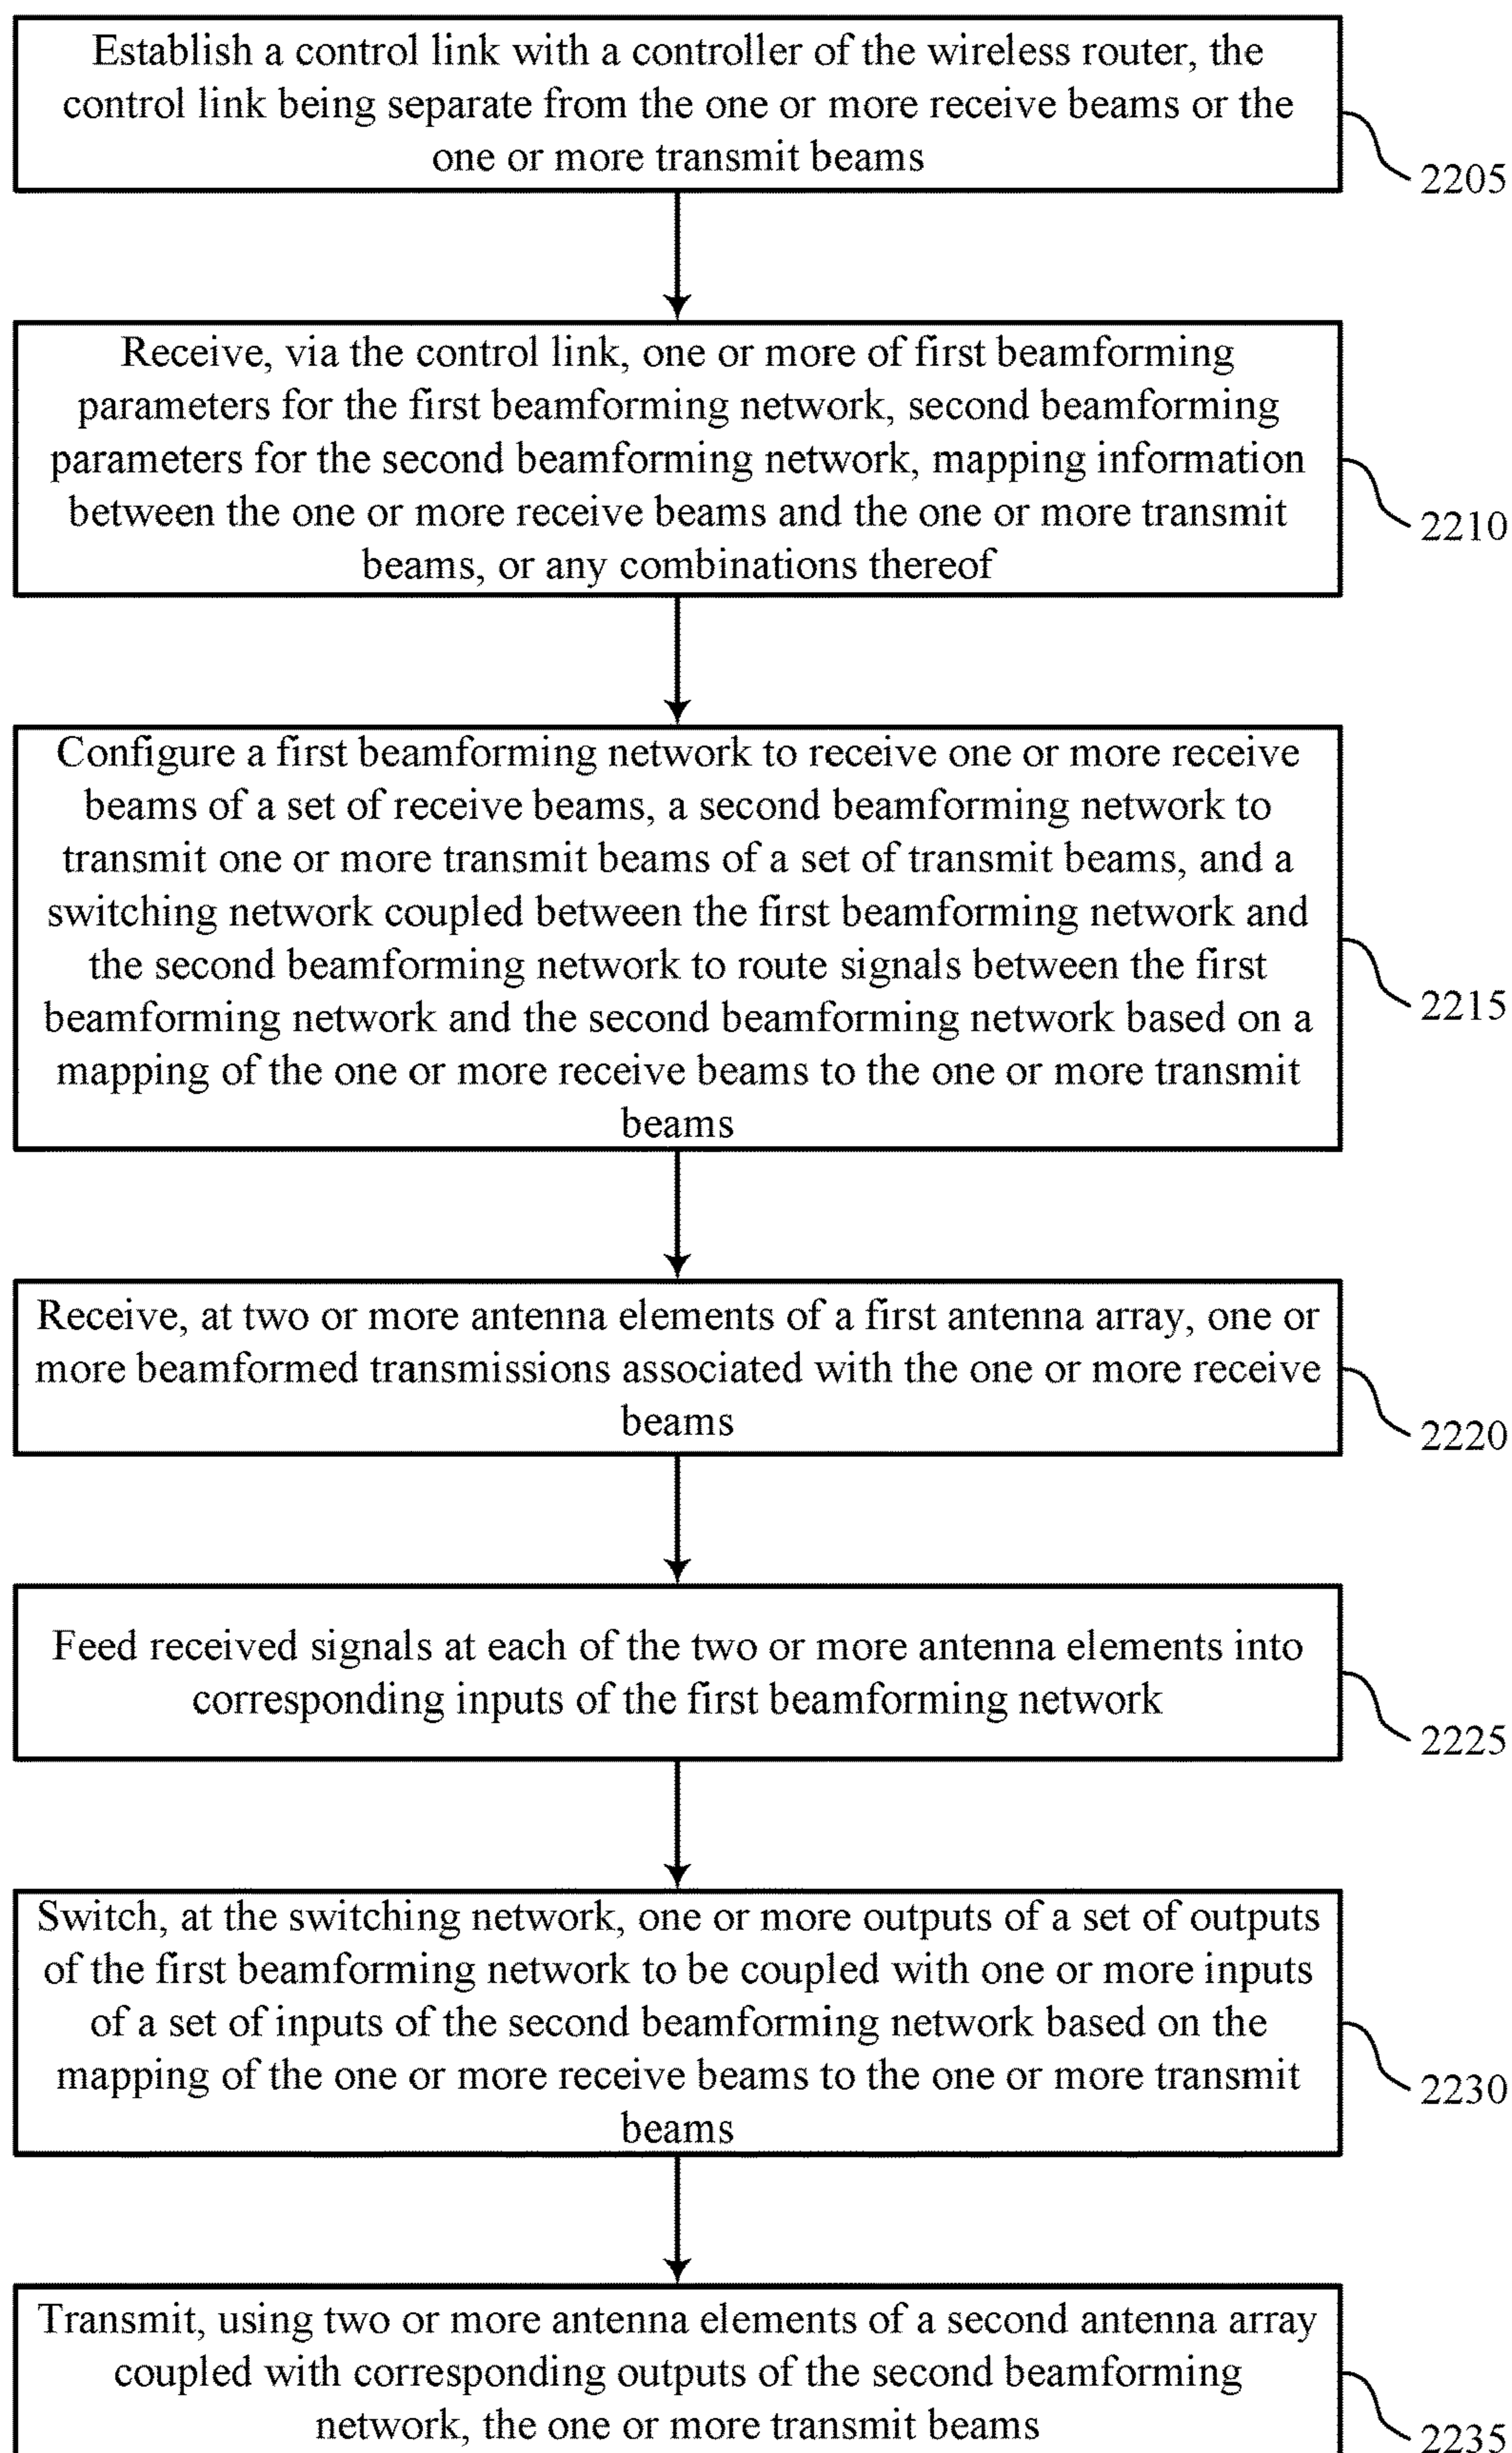 Establish a control link with a controller of the wireless router, the
control link being separate from the one or more receive beams or the
one or more transmit beams
2205
Receive, via the control link, one or more of first beamforming
parameters for the first beamforming network, second beamforming
parameters for the second beamforming network, mapping information
between the one or more receive beams and the one or more transmit
beams, or any combinations thereof
2210
Configure a first beamforming network to receive one or more receive
beams of a set of receive beams, a second beamforming network to
transmit one or more transmit beams of a set of transmit beams, and a
switching network coupled between the first beamforming network and
the second beamforming network to route signals between the first
beamforming network and the second beamforming network based on a
mapping of the one or more receive beams to the one or more transmit
beams
2215
Receive, at two or more antenna elements of a first antenna array, one or
more beamformed transmissions associated with the one or more receive
beams
2220
Feed received signals at each of the two or more antenna elements into
corresponding inputs of the first beamforming network
2225
Switch, at the switching network, one or more outputs of a set of outputs
of the first beamforming network to be coupled with one or more inputs
of a set of inputs of the second beamforming network based on the
mapping of the one or more receive beams to the one or more transmit
beams
2230
Transmit, using two or more antenna elements of a second antenna array
coupled with corresponding outputs of the second beamforming
network, the one or more transmit beams
2235